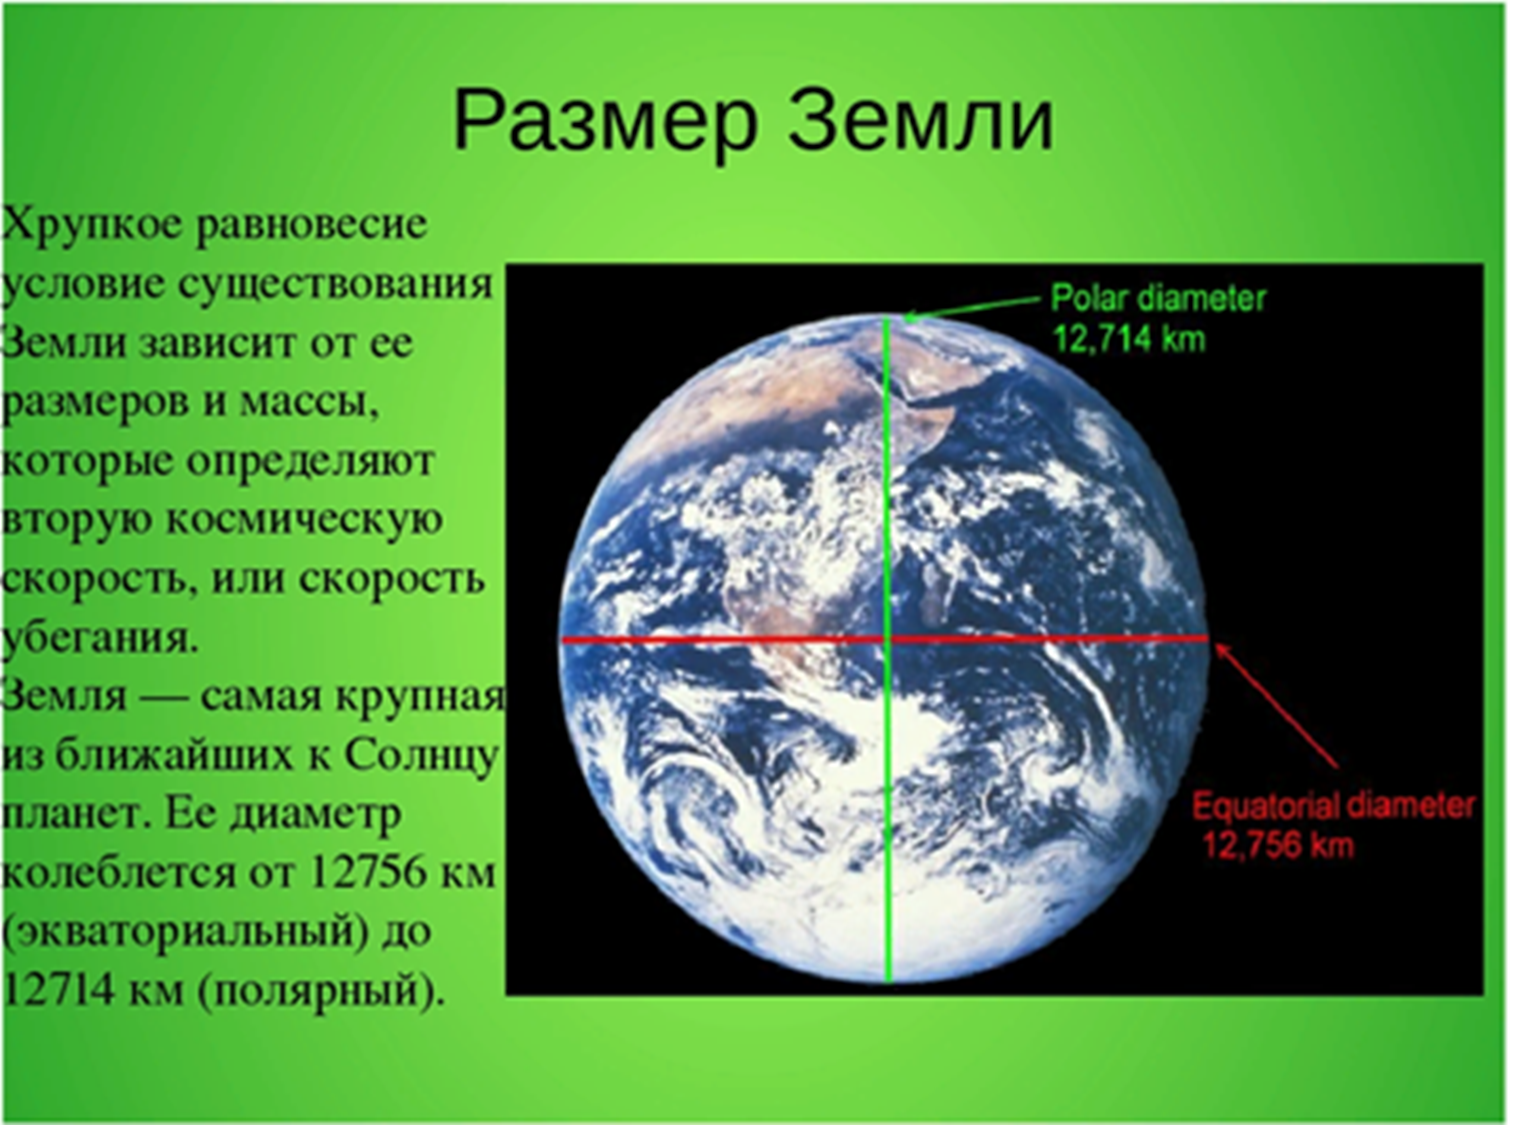 Размер Земли
Хрупкое равновесие
условие существования
Земли зависит от ее
размеров и массы,
которые определяют
вторую космическую
скорость, или скорость
убегания.
Земля — самая крупная
из ближайших к Солнцу
планет. Ее диаметр
колеблется от 12756 км
(экваториальный) до
12714 км (полярный).
Polar diameter
12,714 km
Equatorial diameter
12,756 km